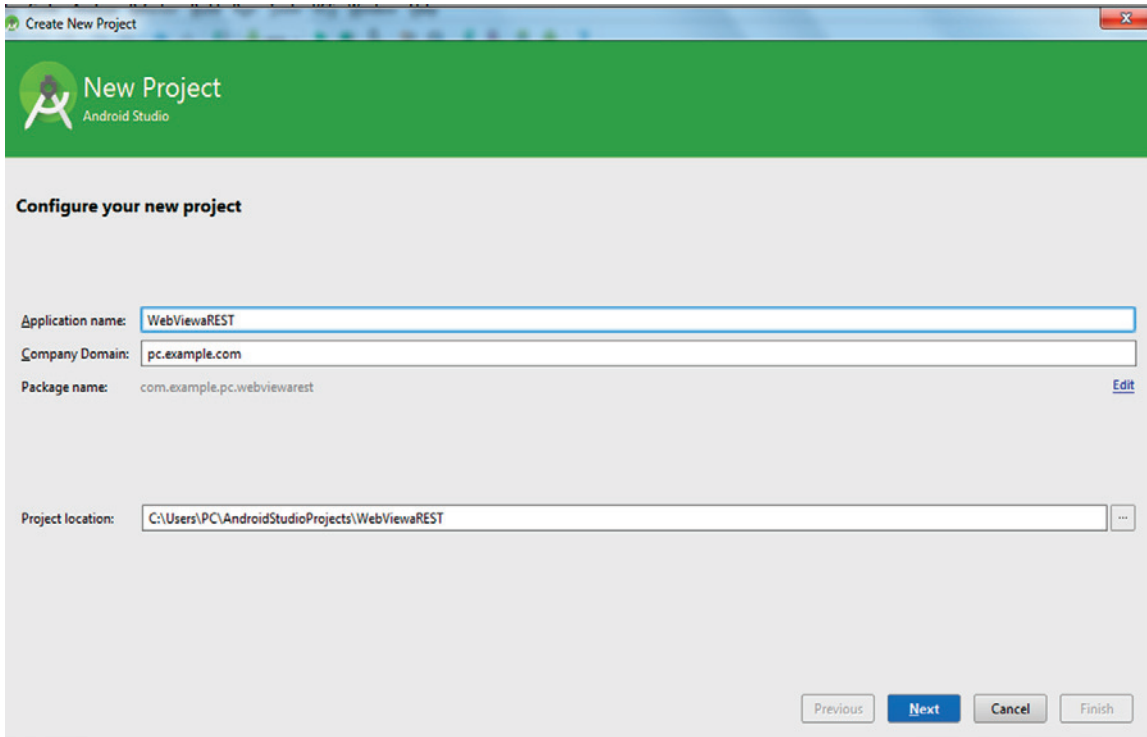 Create New Project
New Project
Android Studio
Configure your new project
Application name: WebViewaREST
Company Domain: pc.example.com
Package name: com.example.pc.webviewarest Edit
Project location: C:\Users\PC\AndroidStudioProjects\WebViewaREST ...
Previous Next Cancel Finish